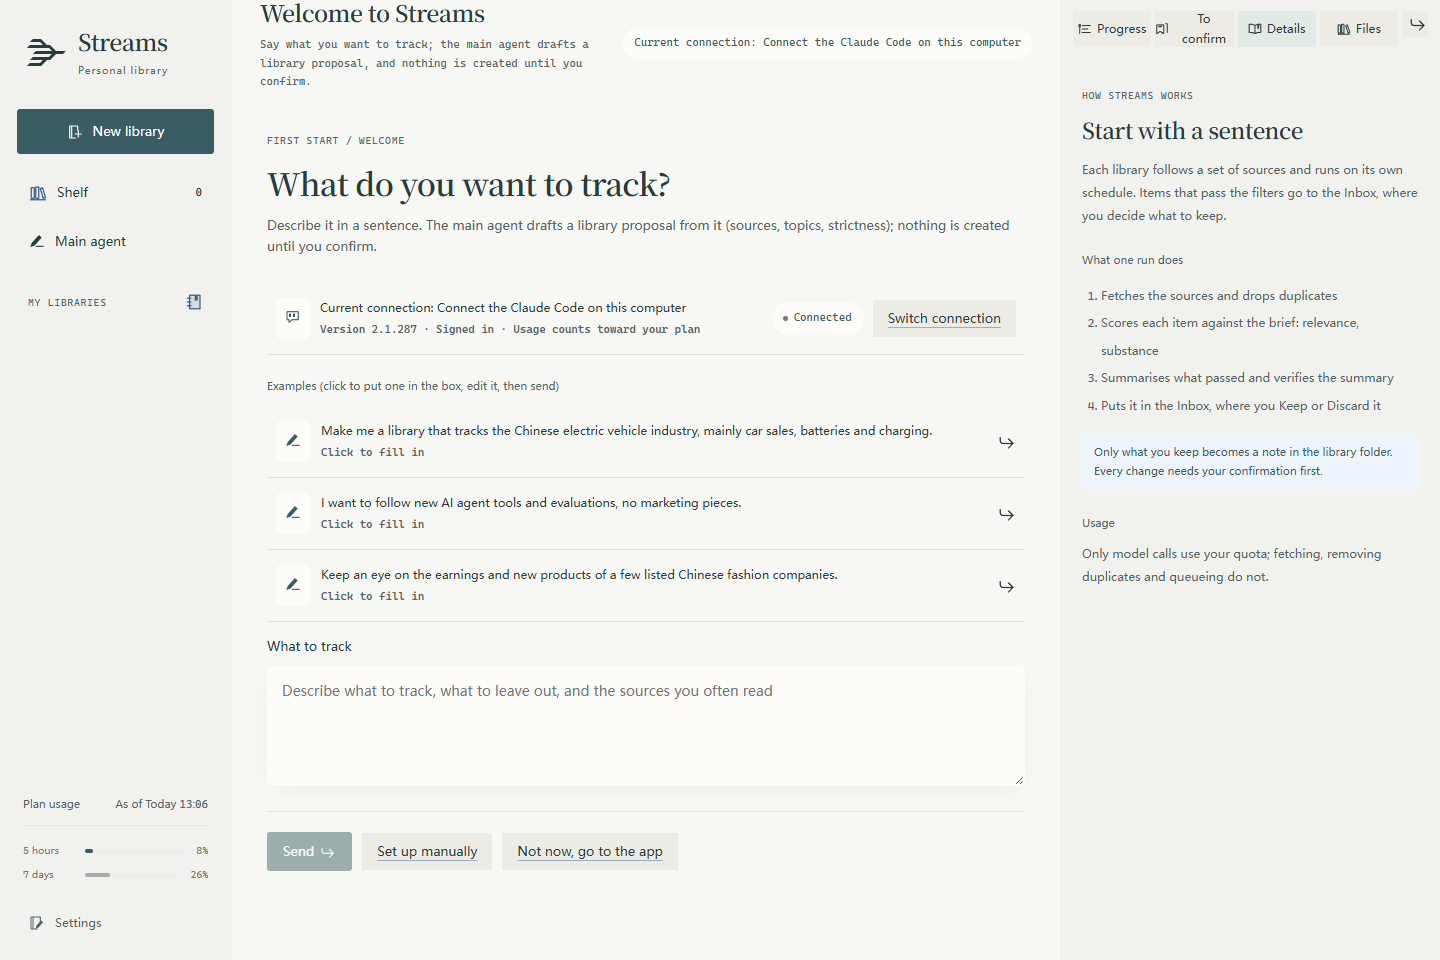 Streams
Personal library
New library
Shelf
0
Main agent
MY LIBRARIES
Plan usage
As of Today 13:06
5 hours
8%
7 days
26%
Settings
Welcome to Streams
Say what you want to track; the main agent drafts a
library proposal, and nothing is created until you
confirm.
Current connection: Connect the Claude Code on this computer
FIRST START / WELCOME
What do you want to track?
Describe it in a sentence. The main agent drafts a library proposal from it (sources, topics, strictness); nothing is created
until you confirm.
Current connection: Connect the Claude Code on this computer
Version 2.1.287 · Signed in · Usage counts toward your plan
Connected
Switch connection
Examples (click to put one in the box, edit it, then send)
Make me a library that tracks the Chinese electric vehicle industry, mainly car sales, batteries and charging.
Click to fill in
I want to follow new AI agent tools and evaluations, no marketing pieces.
Click to fill in
Keep an eye on the earnings and new products of a few listed Chinese fashion companies.
Click to fill in
What to track
Describe what to track, what to leave out, and the sources you often read
Send
Set up manually
Not now, go to the app
Progress
To
confirm
Details
Files
HOW STREAMS WORKS
Start with a sentence
Each library follows a set of sources and runs on its own
schedule. Items that pass the filters go to the Inbox, where
you decide what to keep.
What one run does
1. Fetches the sources and drops duplicates
2. Scores each item against the brief: relevance,
substance
3. Summarises what passed and verifies the summary
4. Puts it in the Inbox, where you Keep or Discard it
Only what you keep becomes a note in the library folder.
Every change needs your confirmation first.
Usage
Only model calls use your quota; fetching, removing
duplicates and queueing do not.